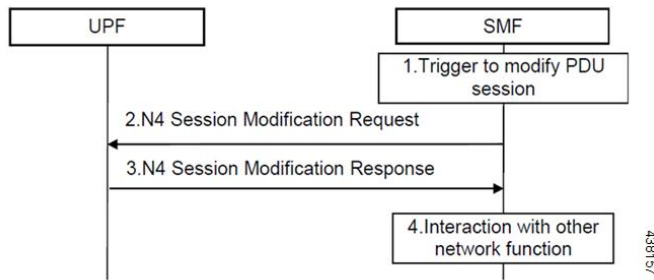 UPF
SMF
1.Trigger to modify PDU
session
2.N4 Session Modification Request
3.N4 Session Modification Response
4.Interaction with other
network function